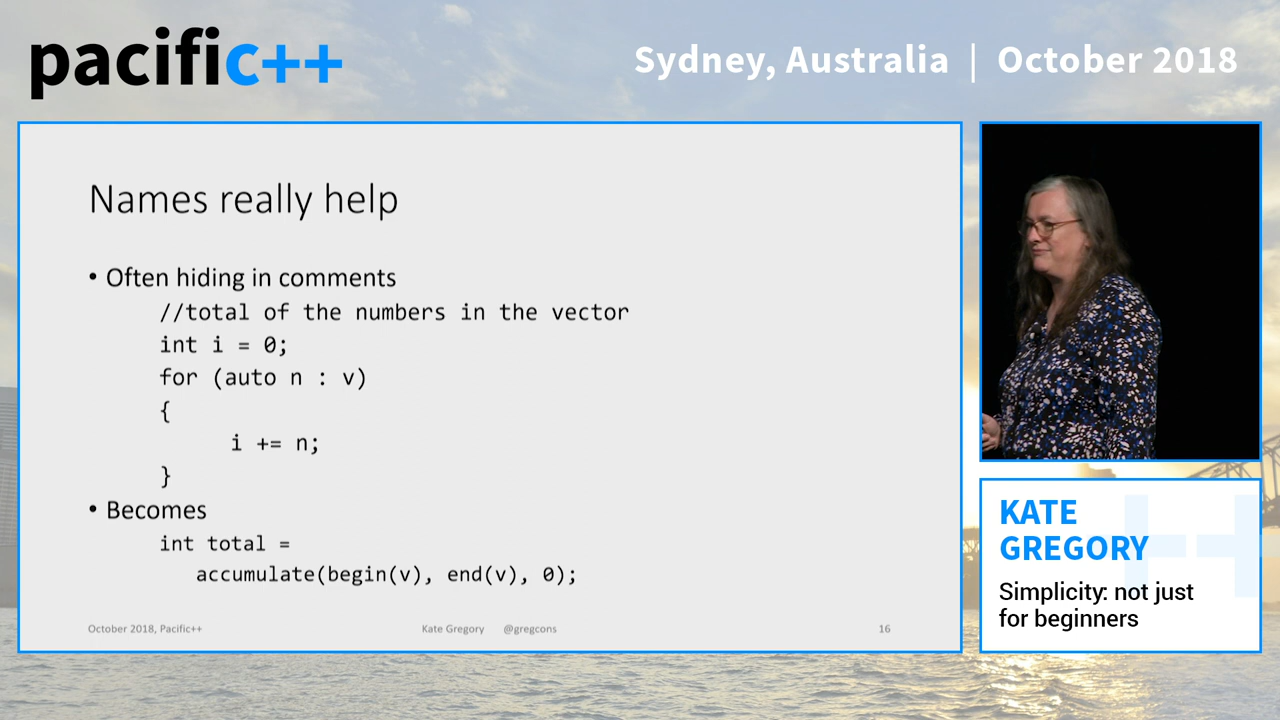 pacific++
Sydney, Australia | October 2018
Names really help
• Often hiding in comments
//total of the numbers in the vector
int i = 0;
for (auto n : v)
{
i += n;
}
• Becomes
int total =
accumulate(begin(v), end(v), 0);
October 2018, Pacific++ Kate Gregory @gregcons 16
KATE
GREGORY
Simplicity: not just
for beginners